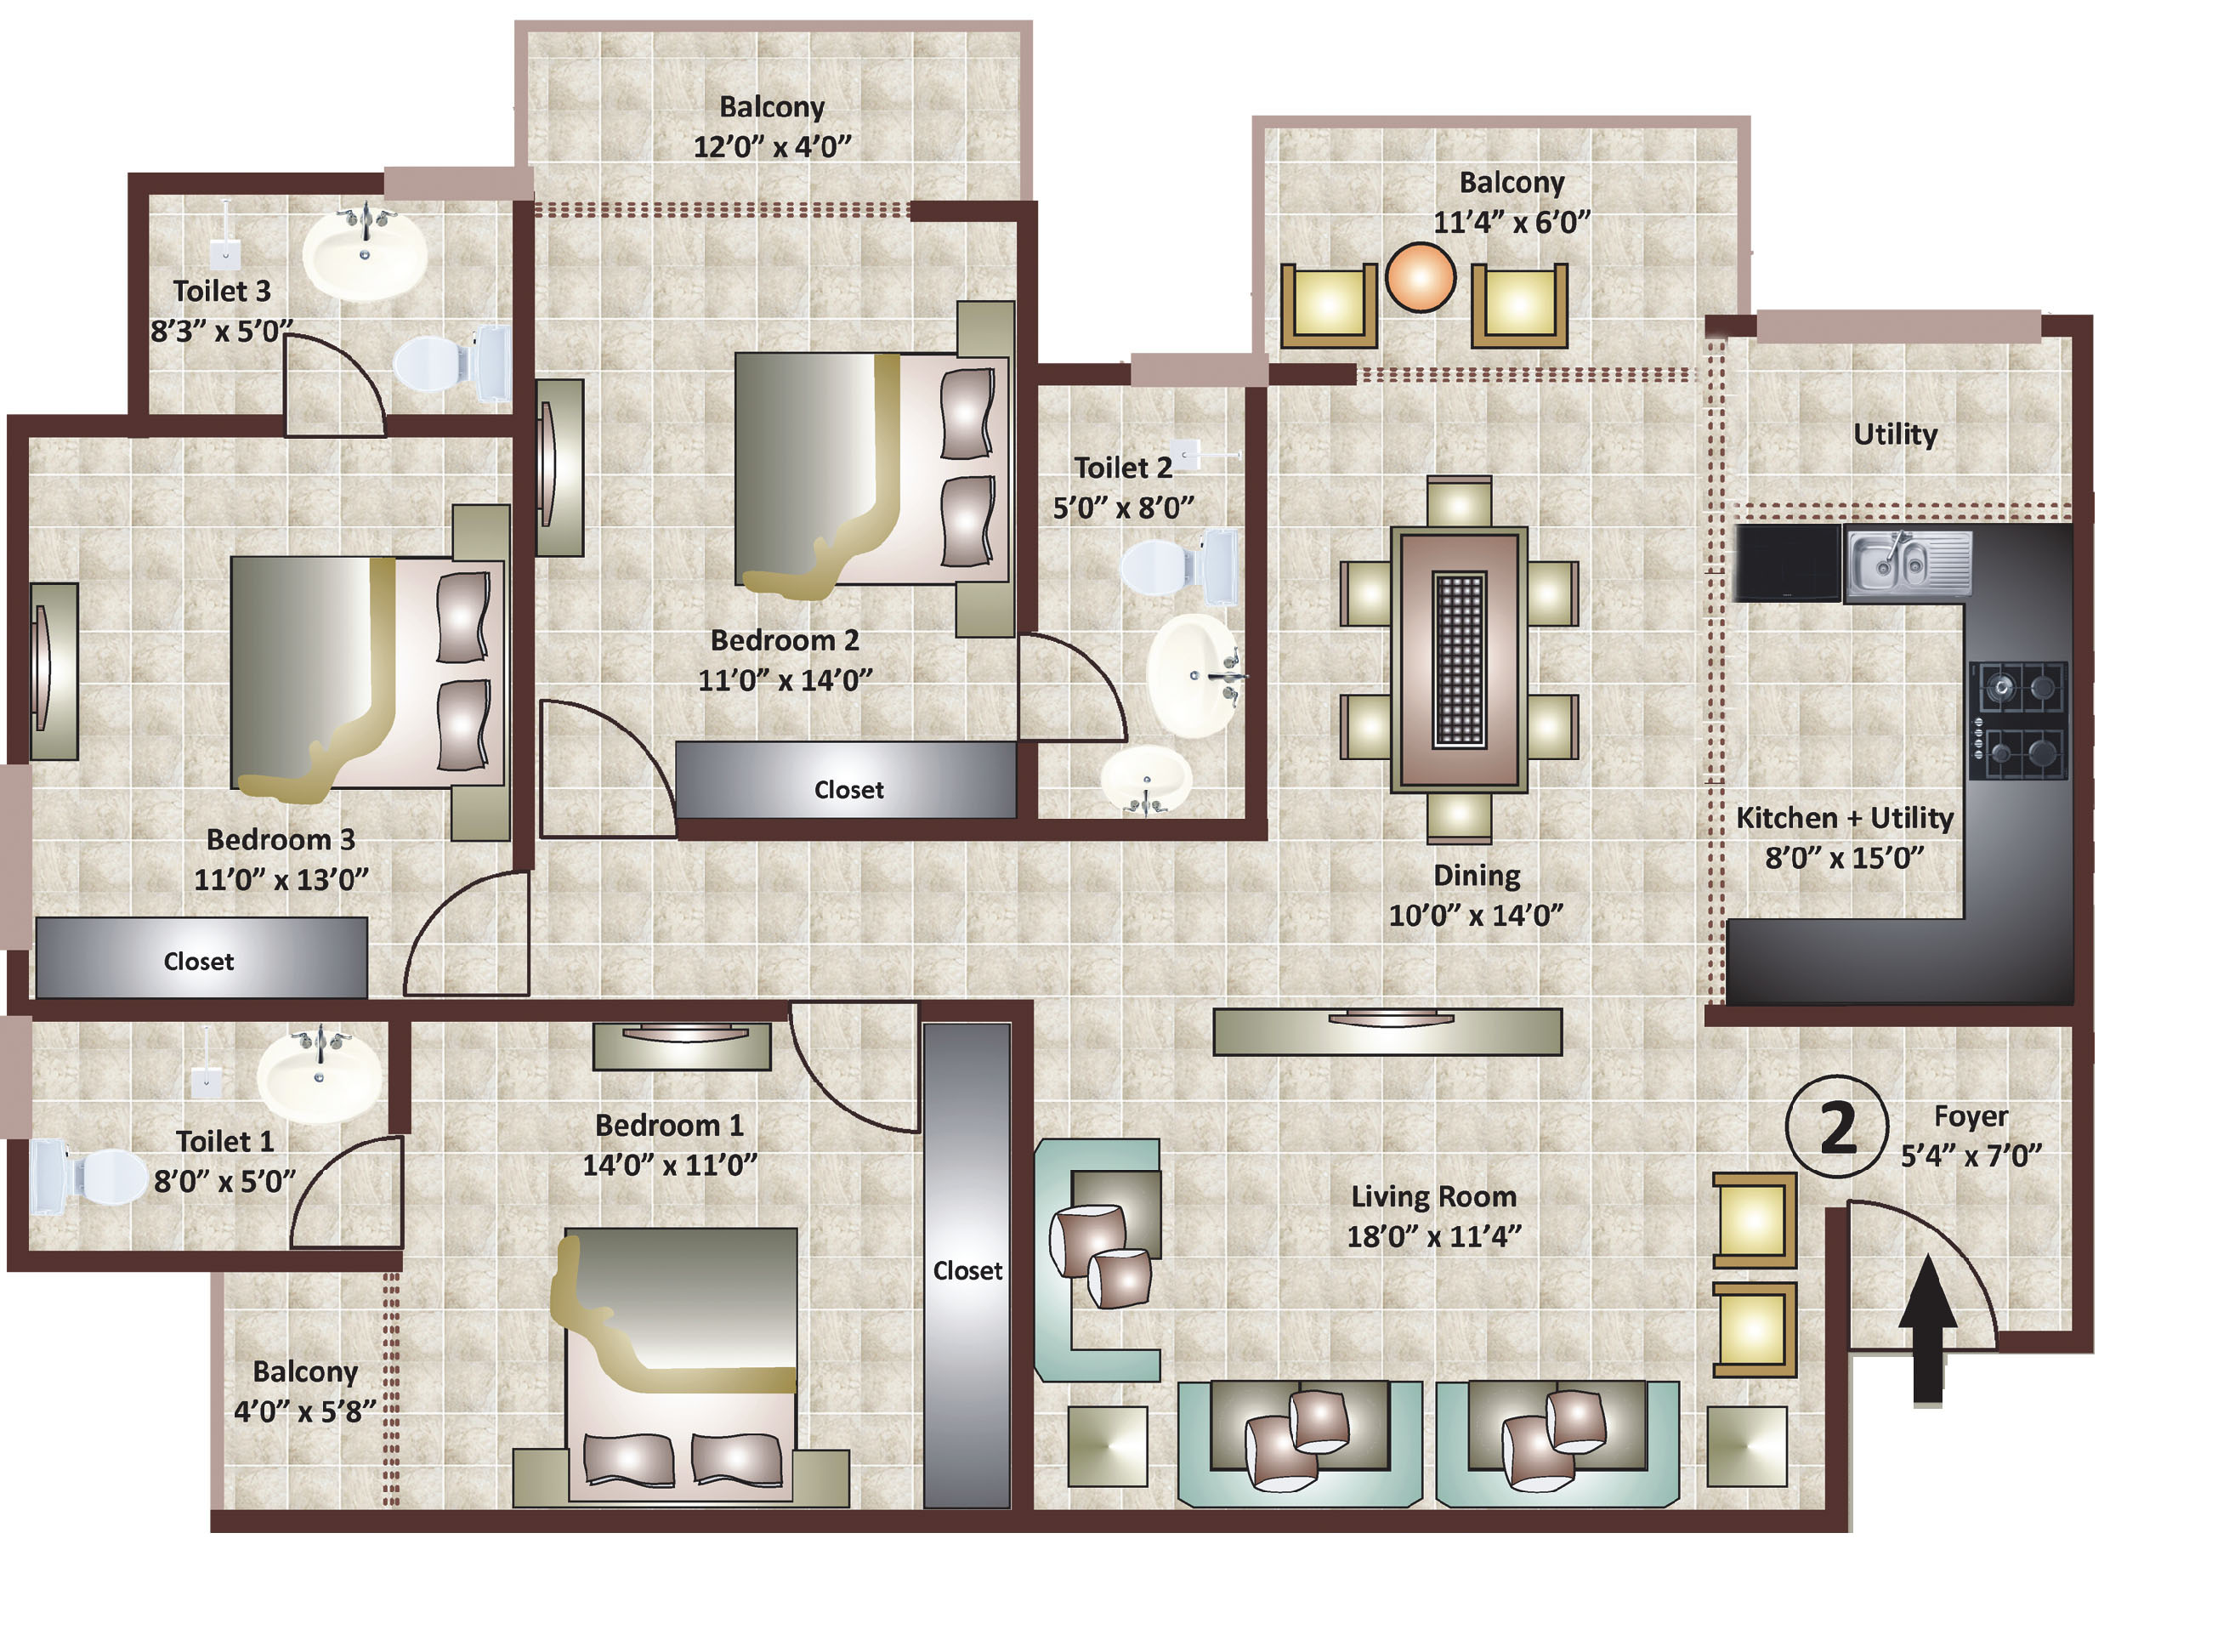 Balcony
12’0” x 4’0”
Balcony
11’4” x 6’0”
Toilet 3
8’3” x 5’0”
Utility
Toilet 2
5’0” x 8’0”
Bedroom 2
11’0” x 14’0”
Closet
Bedroom 3
11’0” x 13’0”
Kitchen + Utility
8’0” x 15’0”
Dining
10’0” x 14’0”
Closet
Toilet 1
8’0” x 5’0”
Bedroom 1
14’0” x 11’0”
2
Foyer
5’4” x 7’0”
Living Room
18’0” x 11’4”
Closet
Balcony
4’0” x 5’8”